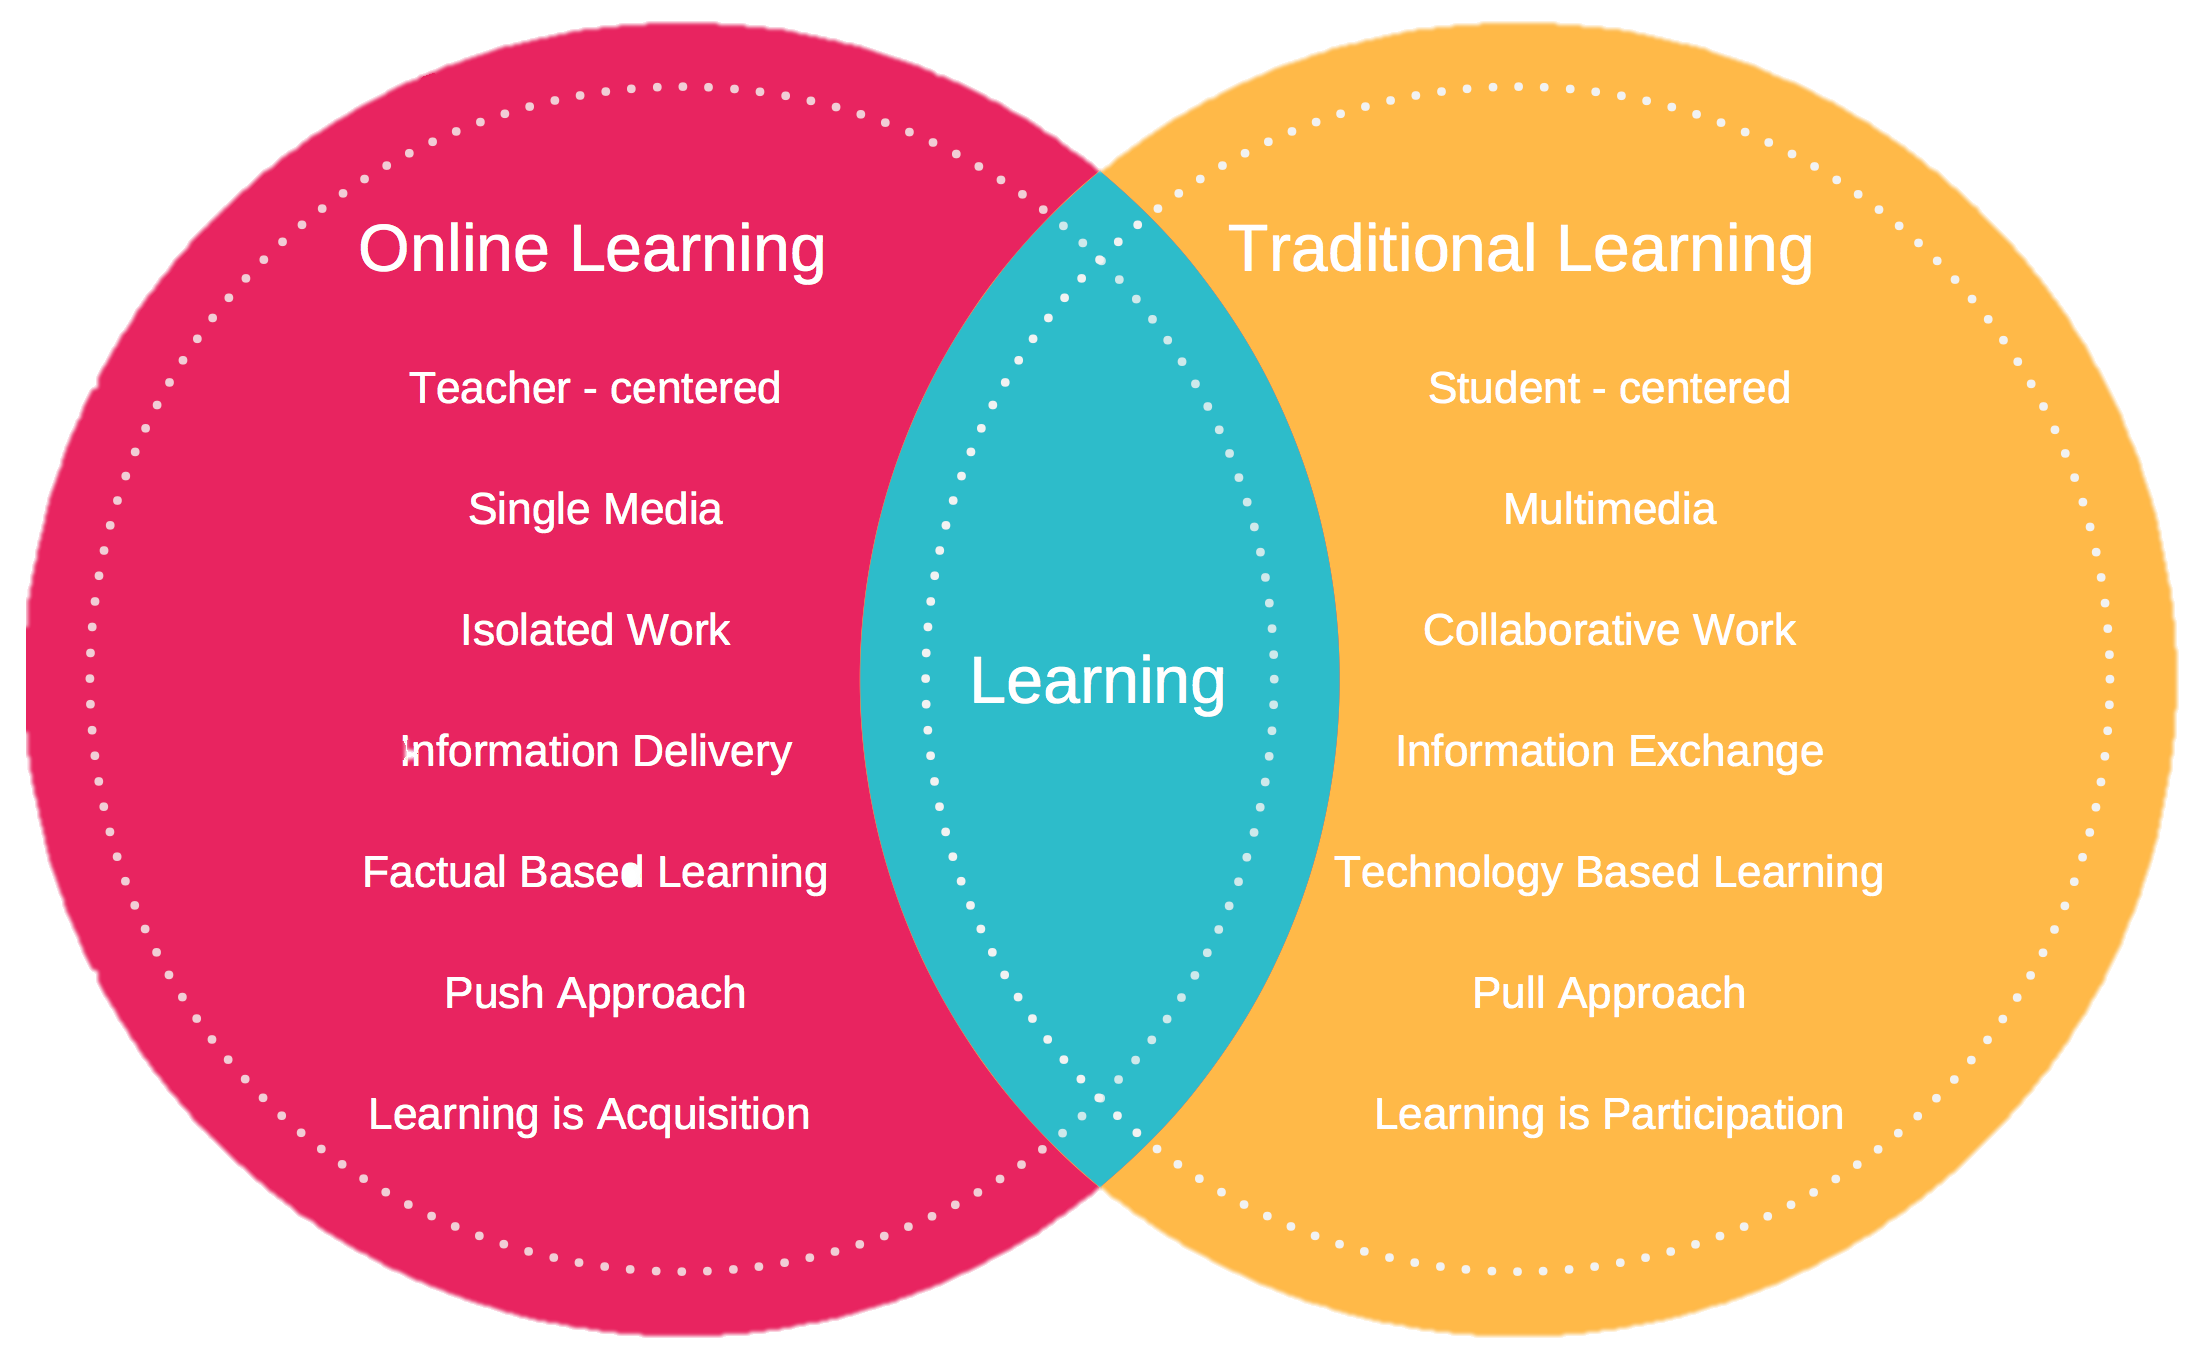 Online Learning
Teacher - centered
Single Media
Isolated Work
Information Delivery
Factual Based Learning
Push Approach
Learning is Acquisition
Learning
Traditional Learning
Student - centered
Multimedia
Collaborative Work
Information Exchange
Technology Based Learning
Pull Approach
Learning is Participation